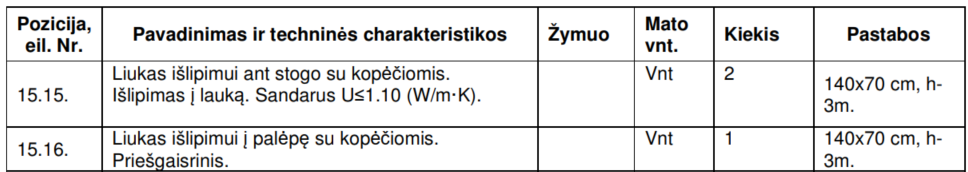 Pozicija, eil. Nr. Pavadinimas ir techninės charakteristikos Žymuo Mato vnt. Kiekis Pastabos
15.15.
Liukas išlipimui ant stogo su kopėčiomis.
Išlipimas į lauką. Sandarus U≤1.10 (W/m·K).
Vnt
2
140x70 cm, h-
3m.
15.16.
Liukas išlipimui į palėpę su kopėčiomis.
Priešgaisrinis.
Vnt
1
140x70 cm, h-
3m.